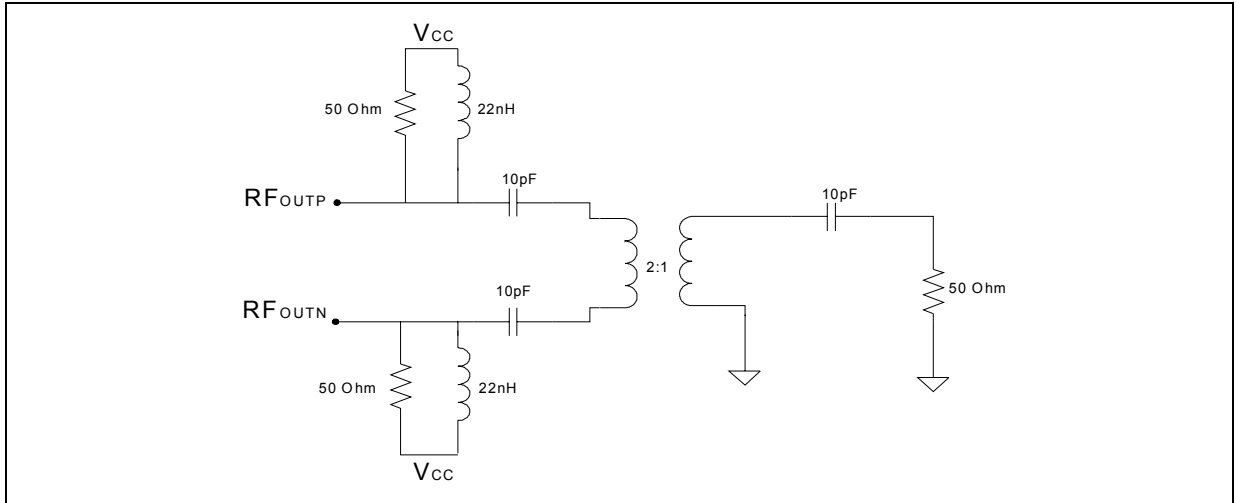 VCC
50 Ohm
22nH
10pF
RFOUTP
10pF
2:1
10pF
50 Ohm
RFOUTN
50 Ohm
22nH
VCC